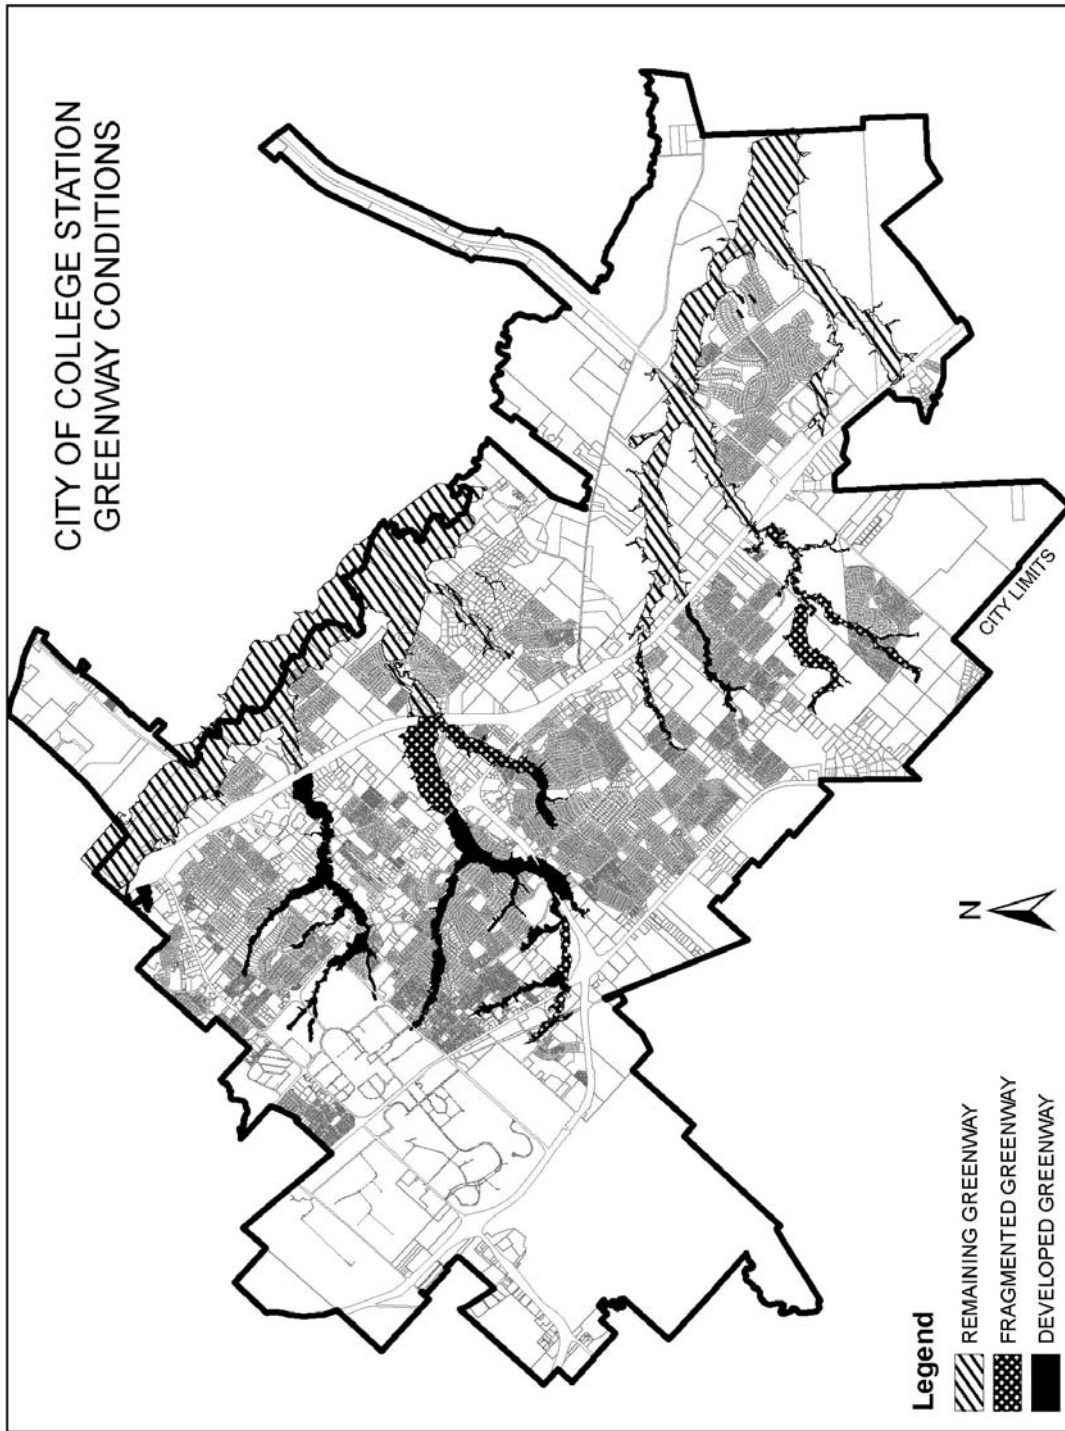 CITY OF COLLEGE STATION
GREENWAY CONDITIONS
CITY LIMITS
N
Legend
REMAINING GREENWAY
FRAGMENTED GREENWAY
DEVELOPED GREENWAY